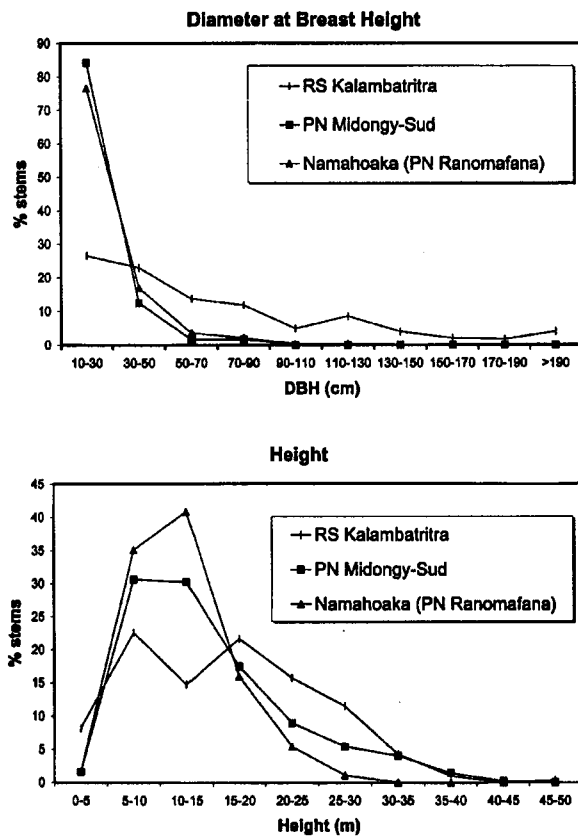 Diameter at Breast Height
90
80
70
60
50
40
30
20
10
0
% stems
RS Kalambatritra
PN Midongy-Sud
Namahoaka (PN Ranomafana)
10-30 30-50 50-70 70-90 90-110 110-130 130-150 150-170 170-190 >190
DBH (cm)
Height
45
40
35
30
25
20
15
10
5
0
% stems
RS Kalambatritra
PN Midongy-Sud
Namahoaka (PN Ranomafana)
0-5 5-10 10-15 15-20 20-25 25-30 30-35 35-40 40-45 45-50
Height (m)